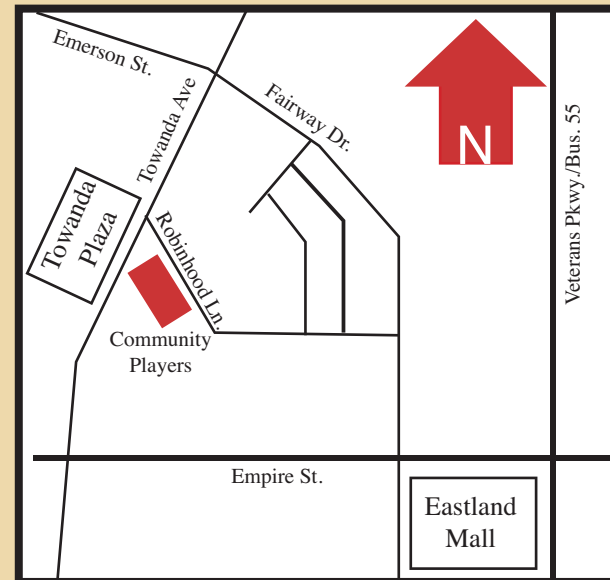 Emerson St.
Towanda Ave
Fairway Dr.
N
Veterans Pkwy./Bus. 55
Towanda
Plaza
Robinhood Ln.
Community
Players
Empire St.
Eastland
Mall